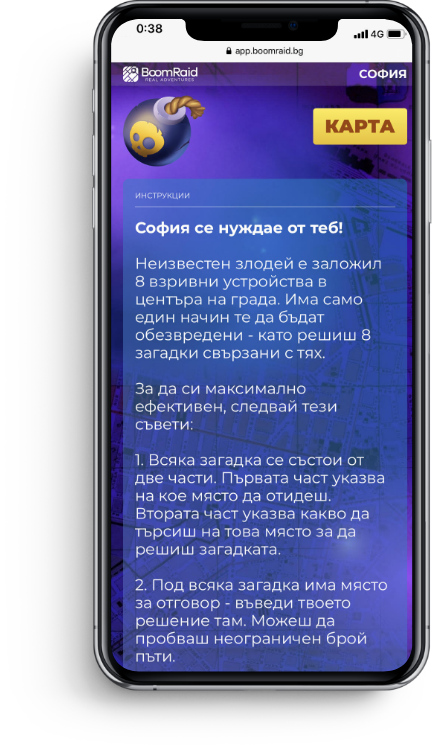 0:38
4G
app.boomraid.bg
BoomRaid
REAL ADVENTURES
СОФИЯ
КАРТА
ИНСТРУКЦИИ
София се нуждае от теб!
Неизвестен злодей е заложил
8 взривни устройства в
центъра на града. Има само
един начин те да бъдат
обезвредени - като решиш 8
загадки свързани с тях.
За да си максимално
ефективен, следвай тези
съвети:
1. Всяка загадка се състои от
две части. Първата част указва
на кое място да отидеш.
Втората част указва какво да
търсиш на това място за да
решиш загадката.
2. Под всяка загадка има място
за отговор - въведи твоето
решение там. Можеш да
пробваш неограничен брой
пъти.